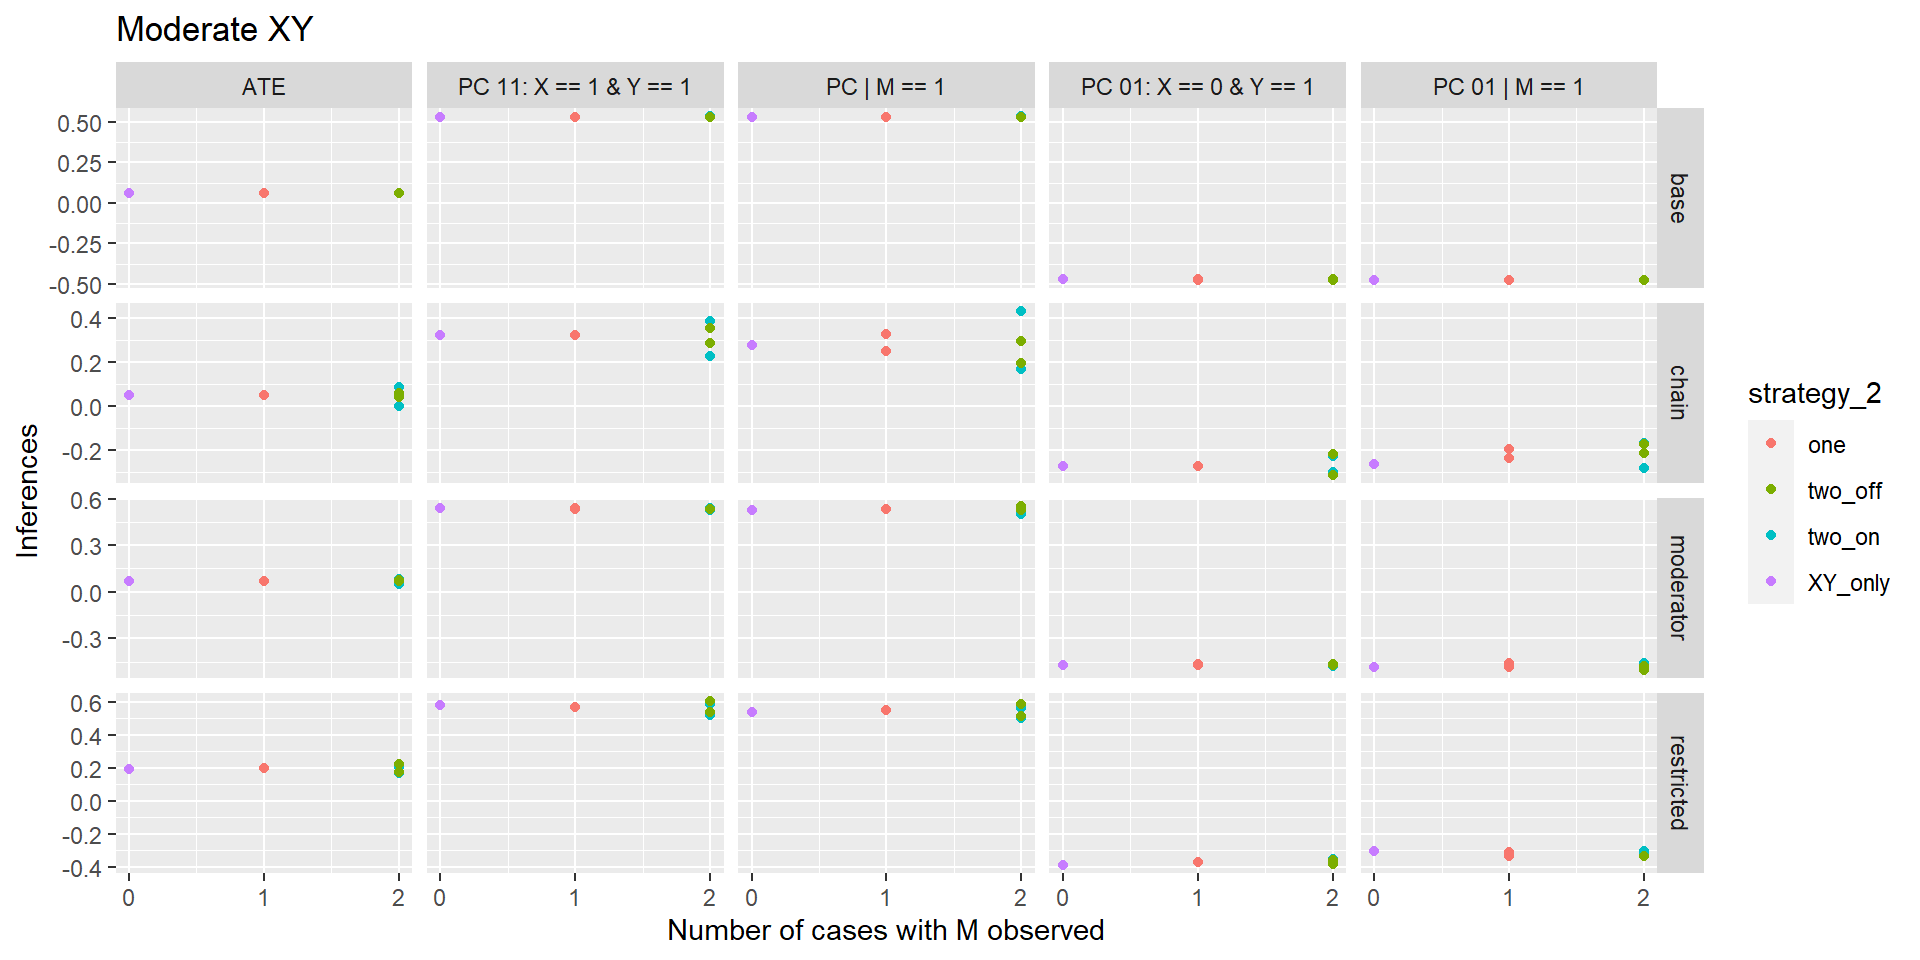 Moderate XY
ATE
PC 11: X == 1 & Y == 1
PC | M == 1
PC 01: X == 0 & Y == 1
PC 01 | M == 1
0.50
0.25
0.00
-0.25
-0.50
base
0.4
0.2
0.0
-0.2
chain
0.6
0.3
0.0
-0.3
moderator
0.6
0.4
0.2
0.0
-0.2
-0.4
restricted
Inferences
0 1 2
0 1 2
0 1 2
0 1 2
0 1 2
Number of cases with M observed
strategy_2
one
two_off
two_on
XY_only